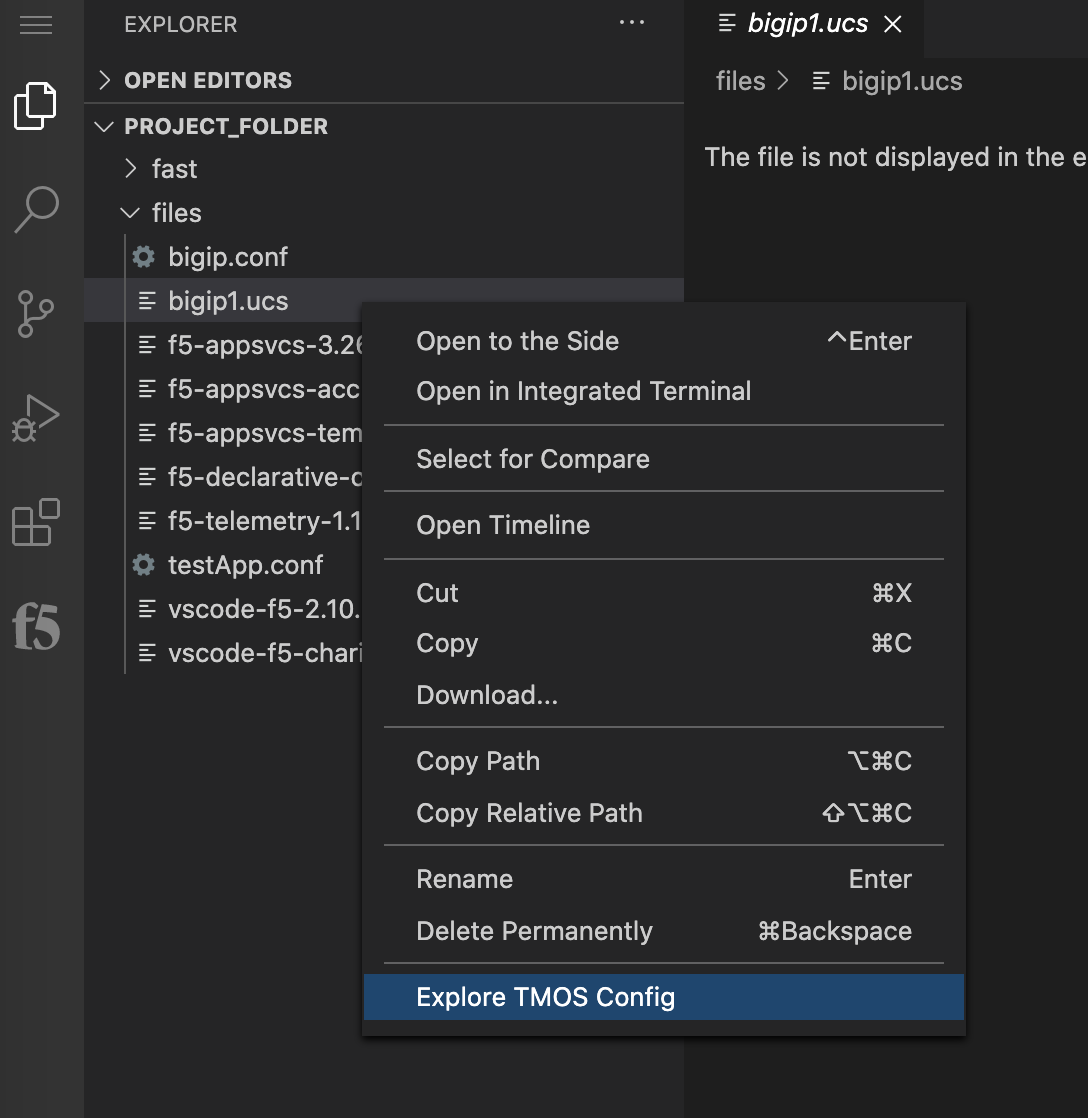 EXPLORER
···
bigip1.ucs
OPEN EDITORS
files > bigip1.ucs
PROJECT_FOLDER
The file is not displayed in the e
fast
files
bigip.conf
bigip1.ucs
f5-appsvcs-3.26
f5-appsvcs-acc
f5-appsvcs-tem
f5-declarative-o
f5-telemetry-1.1
testApp.conf
vscode-f5-2.10.
vscode-f5-chari
f5
Open to the Side ^Enter
Open in Integrated Terminal
Select for Compare
Open Timeline
Cut ⌘X
Copy ⌘C
Download...
Copy Path ⌥⌘C
Copy Relative Path ⇧⌥⌘C
Rename Enter
Delete Permanently ⌘Backspace
Explore TMOS Config